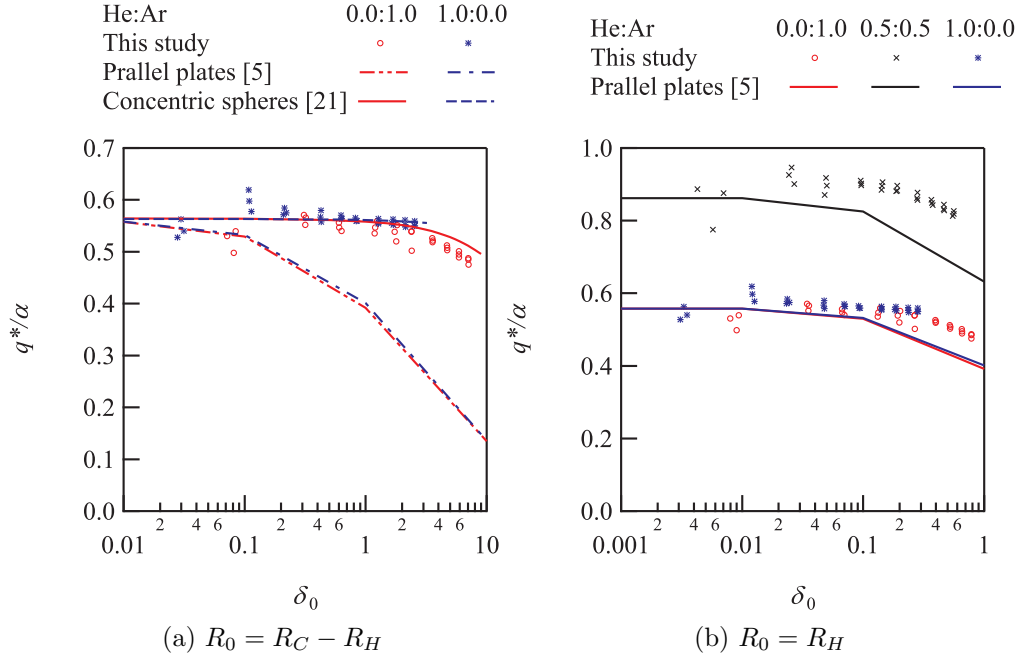 He:Ar 0.0:1.0 1.0:0.0
This study
Prallel plates [5]
Concentric spheres [21]
0.7
0.6
0.5
0.4
0.3
0.2
0.1
0.0
q*/α
2 4 6 2 4 6 2 4 6
0.01 0.1 1 10
δ0
(a) R0 = RC − RH
He:Ar 0.0:1.0 0.5:0.5 1.0:0.0
This study
Prallel plates [5]
1.0
0.8
0.6
0.4
0.2
0.0
q*/α
2 4 6 2 4 6 2 4 6
0.001 0.01 0.1 1
δ0
(b) R0 = RH